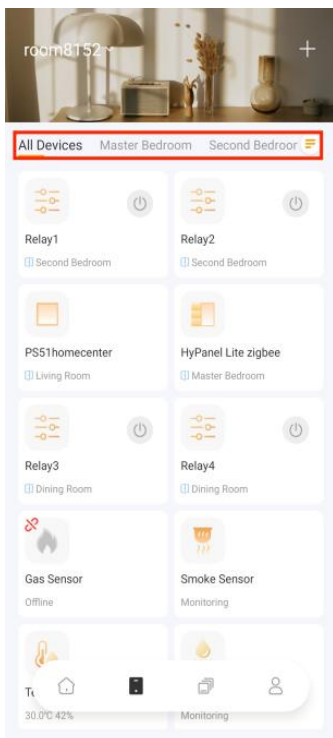 room8152
All Devices Master Bedroom Second Bedroor
Relay1
Second Bedroom
Relay2
Second Bedroom
PS51homecenter
Living Room
HyPanel Lite zigbee
Master Bedroom
Relay3
Dining Room
Relay4
Dining Room
Gas Sensor
Offline
Smoke Sensor
Monitoring
30.0°C 42%
Monitoring